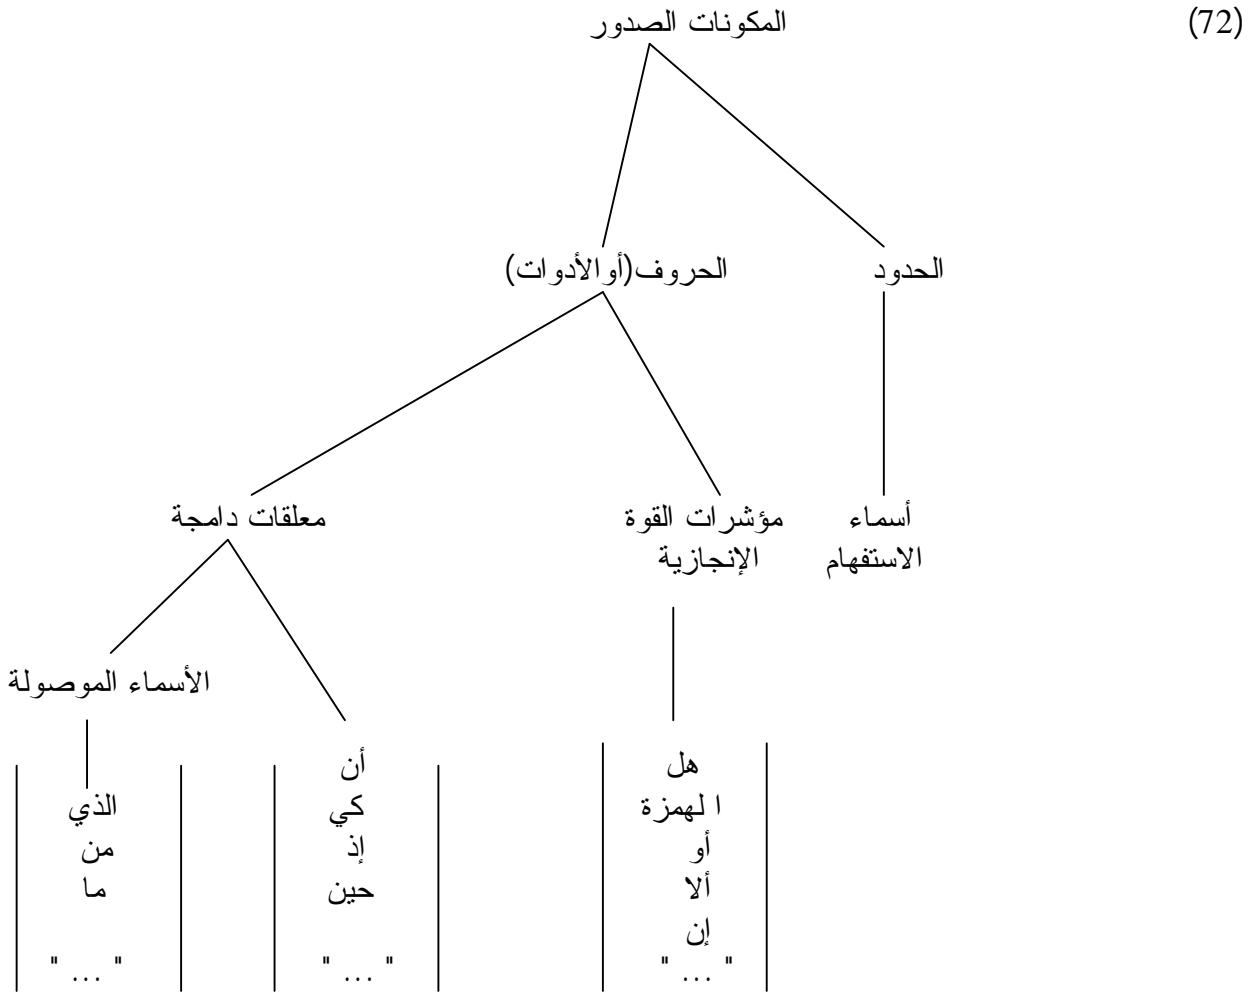 (72)
المكونات الصدور
الحدود
الحروف(أوالأدوات)
أسماء
الاستفهام
مؤشرات القوة
الإنجازية
معلقات دامجة
الأسماء الموصولة
هل
ا لهمزة
أو
ألا
إن
" ... "
أن
كي
إذ
حين
" ... "
الذي
من
ما
" ... "